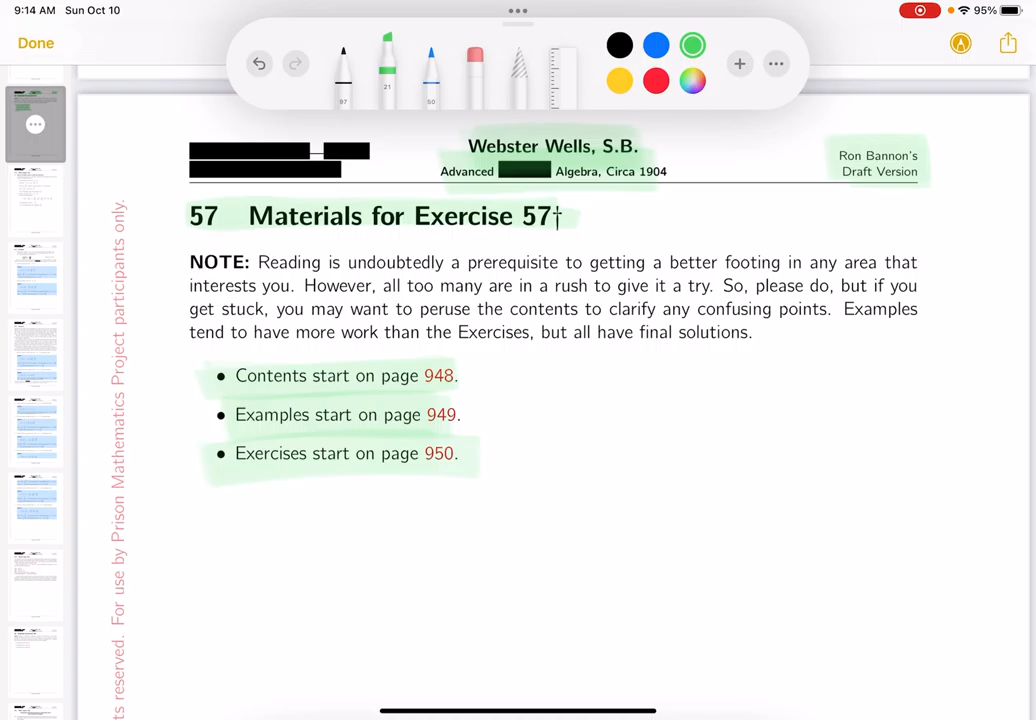 9:14 AM Sun Oct 10
95%
Done
97
21
50
Webster Wells, S.B.
Advanced Algebra, Circa 1904
Ron Bannon's
Draft Version
57 Materials for Exercise 57†
NOTE: Reading is undoubtedly a prerequisite to getting a better footing in any area that
interests you. However, all too many are in a rush to give it a try. So, please do, but if you
get stuck, you may want to peruse the contents to clarify any confusing points. Examples
tend to have more work than the Exercises, but all have final solutions.
• Contents start on page 948.
• Examples start on page 949.
• Exercises start on page 950.
ts reserved. For use by Prison Mathematics Project participants only.